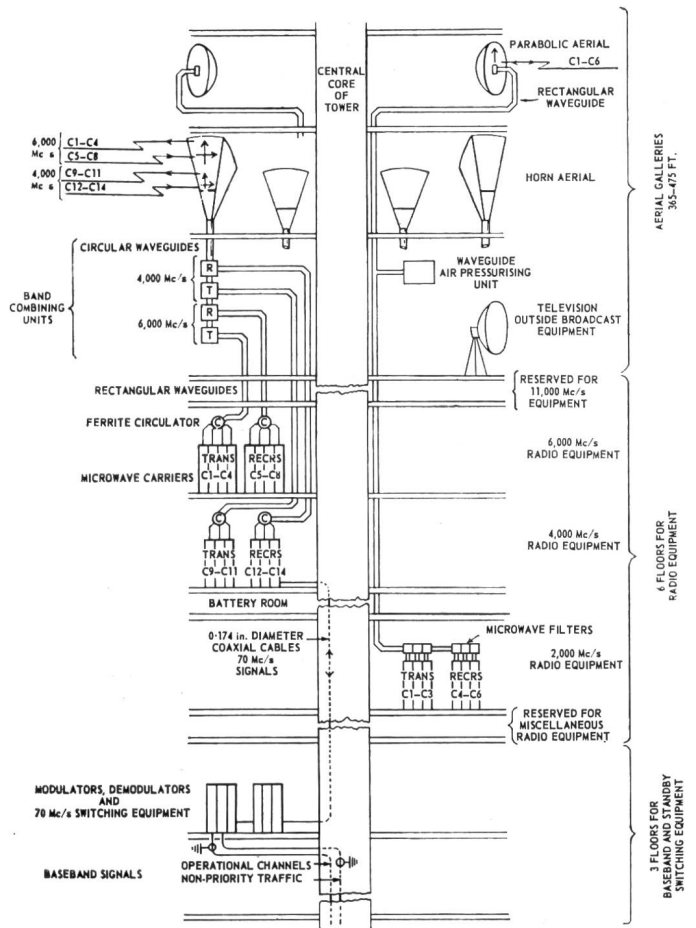 PARABOLIC AERIAL
C1–C6
CENTRAL
CORE
OF
TOWER
RECTANGULAR
WAVEGUIDE
6,000
Mc s
C1–C4
C5–C8
4,000
Mc s
C9–C11
C12–C14
HORN AERIAL
AERIAL GALLERIES
365–475 FT.
CIRCULAR WAVEGUIDES
R
4,000 Mc/s
T
R
6,000 Mc/s
T
BAND
COMBINING
UNITS
WAVEGUIDE
AIR PRESSURISING
UNIT
TELEVISION
OUTSIDE BROADCAST
EQUIPMENT
RECTANGULAR WAVEGUIDES
RESERVED FOR
11,000 Mc/s
EQUIPMENT
FERRITE CIRCULATOR
C
C
TRANS
C1–C4
RECRS
C5–C8
MICROWAVE CARRIERS
6,000 Mc/s
RADIO EQUIPMENT
C
C
TRANS
C9–C11
RECRS
C12–C14
4,000 Mc/s
RADIO EQUIPMENT
6 FLOORS FOR
RADIO EQUIPMENT
BATTERY ROOM
0·174 in. DIAMETER
COAXIAL CABLES
70 Mc/s
SIGNALS
MICROWAVE FILTERS
2,000 Mc/s
RADIO EQUIPMENT
TRANS
C1–C3
RECRS
C4–C6
RESERVED FOR
MISCELLANEOUS
RADIO EQUIPMENT
MODULATORS, DEMODULATORS
AND
70 Mc/s SWITCHING EQUIPMENT
3 FLOORS FOR
BASEBAND AND STANDBY
SWITCHING EQUIPMENT
BASEBAND SIGNALS
OPERATIONAL CHANNELS
NON-PRIORITY TRAFFIC